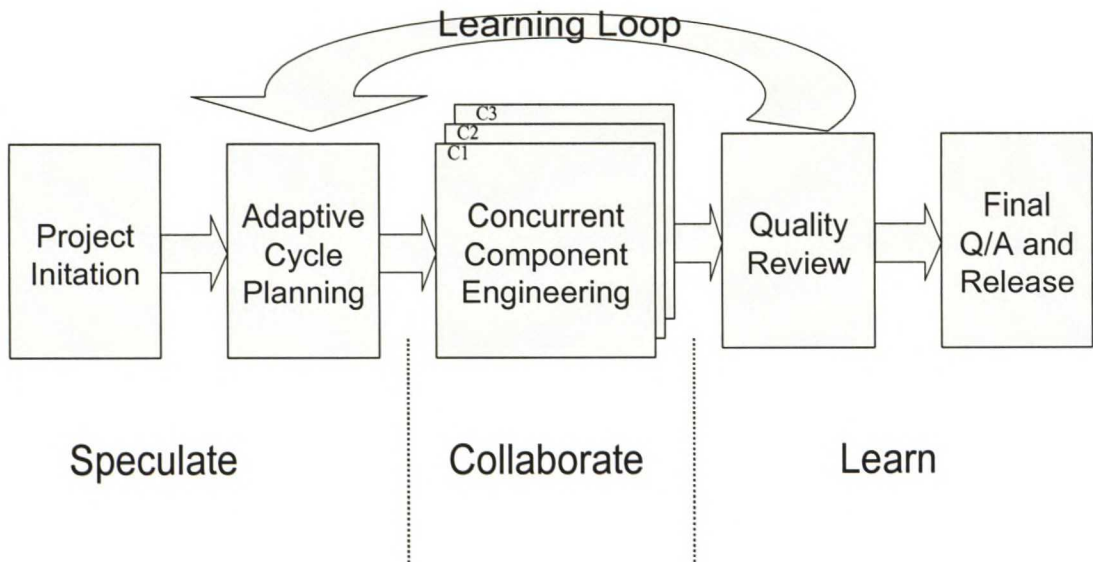 Learning Loop
C3
C2
C1
Project
Initation
Adaptive
Cycle
Planning
Concurrent
Component
Engineering
Quality
Review
Final
Q/A and
Release
Speculate
Collaborate
Learn